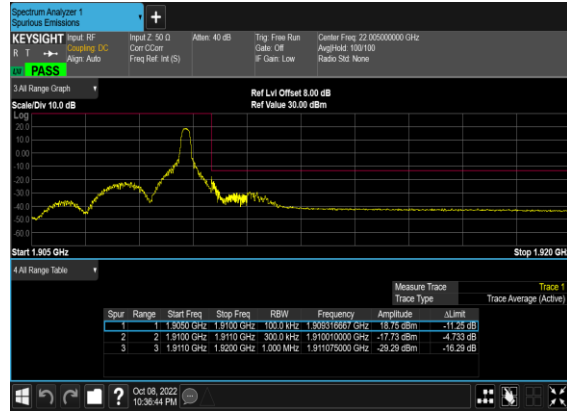 Spectrum Analyzer 1
Spurious Emissions
+
KEYSIGHT Input: RF Input Z: 50 Ω Atten: 40 dB Trig: Free Run Center Freq: 22.005000000 GHz
R T Coupling: DC Corr CCorr Gate: Off Avg|Hold: 100/100
Align: Auto Freq Ref: Int (S) IF Gain: Low Radio Std: None
PASS
3 All Range Graph
Ref Lvl Offset 8.00 dB
Scale/Div 10.0 dB Ref Value 30.00 dBm
Log
20.0
10.0
0.00
-10.0
-20.0
-30.0
-40.0
-50.0
-60.0
Start 1.905 GHz Stop 1.920 GH
4 All Range Table
Measure Trace Trace 1
Trace Type Trace Average (Active)
Spur Range Start Freq Stop Freq RBW Frequency Amplitude ΔLimit
1 1 1.9050 GHz 1.9100 GHz 100.0 kHz 1.909316667 GHz 18.75 dBm -11.25 dB
2 2 1.9100 GHz 1.9110 GHz 300.0 kHz 1.910010000 GHz -17.73 dBm -4.733 dB
3 3 1.9110 GHz 1.9200 GHz 1.000 MHz 1.911075000 GHz -29.29 dBm -16.29 dB
? Oct 08, 2022
10:36:44 PM